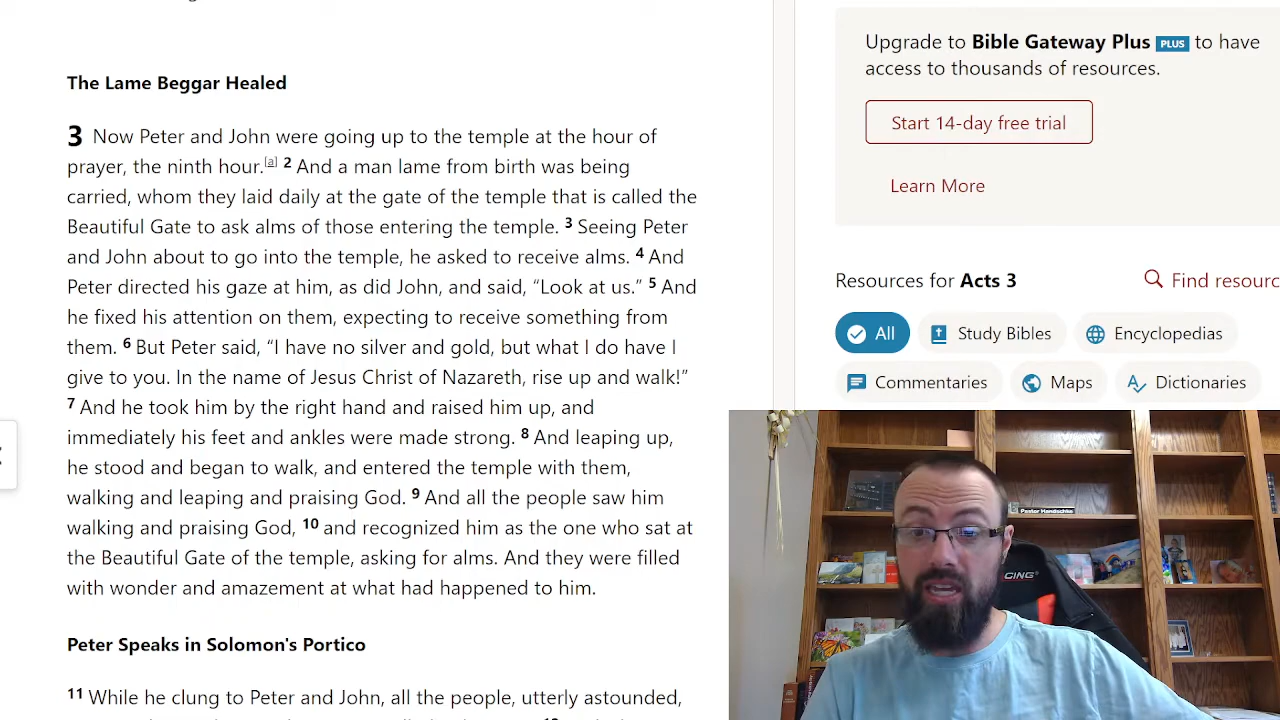 The Lame Beggar Healed
3 Now Peter and John were going up to the temple at the hour of
prayer, the ninth hour.[a] 2 And a man lame from birth was being
carried, whom they laid daily at the gate of the temple that is called the
Beautiful Gate to ask alms of those entering the temple. 3 Seeing Peter
and John about to go into the temple, he asked to receive alms. 4 And
Peter directed his gaze at him, as did John, and said, “Look at us.” 5 And
he fixed his attention on them, expecting to receive something from
them. 6 But Peter said, “I have no silver and gold, but what I do have I
give to you. In the name of Jesus Christ of Nazareth, rise up and walk!”
7 And he took him by the right hand and raised him up, and
immediately his feet and ankles were made strong. 8 And leaping up,
he stood and began to walk, and entered the temple with them,
walking and leaping and praising God. 9 And all the people saw him
walking and praising God, 10 and recognized him as the one who sat at
the Beautiful Gate of the temple, asking for alms. And they were filled
with wonder and amazement at what had happened to him.
Peter Speaks in Solomon's Portico
11 While he clung to Peter and John, all the people, utterly astounded,
Upgrade to Bible Gateway Plus PLUS to have
access to thousands of resources.
Start 14-day free trial
Learn More
Resources for Acts 3
Find resourc
All
Study Bibles
Encyclopedias
Commentaries
Maps
Dictionaries
Pastor Handschke
CING